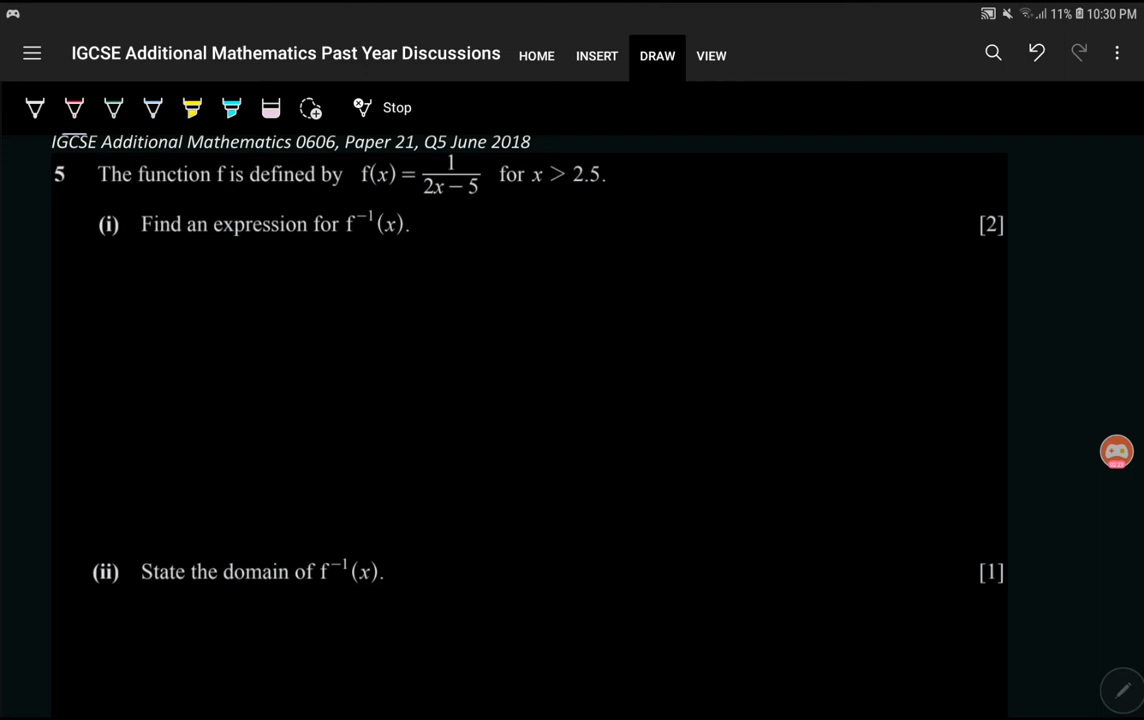 11% 10:30 PM
IGCSE Additional Mathematics Past Year Discussions HOME INSERT DRAW VIEW
Stop
IGCSE Additional Mathematics 0606, Paper 21, Q5 June 2018
5 The function f is defined by f(x) = 1/(2x − 5) for x > 2.5.
(i) Find an expression for f⁻¹(x). [2]
(ii) State the domain of f⁻¹(x). [1]